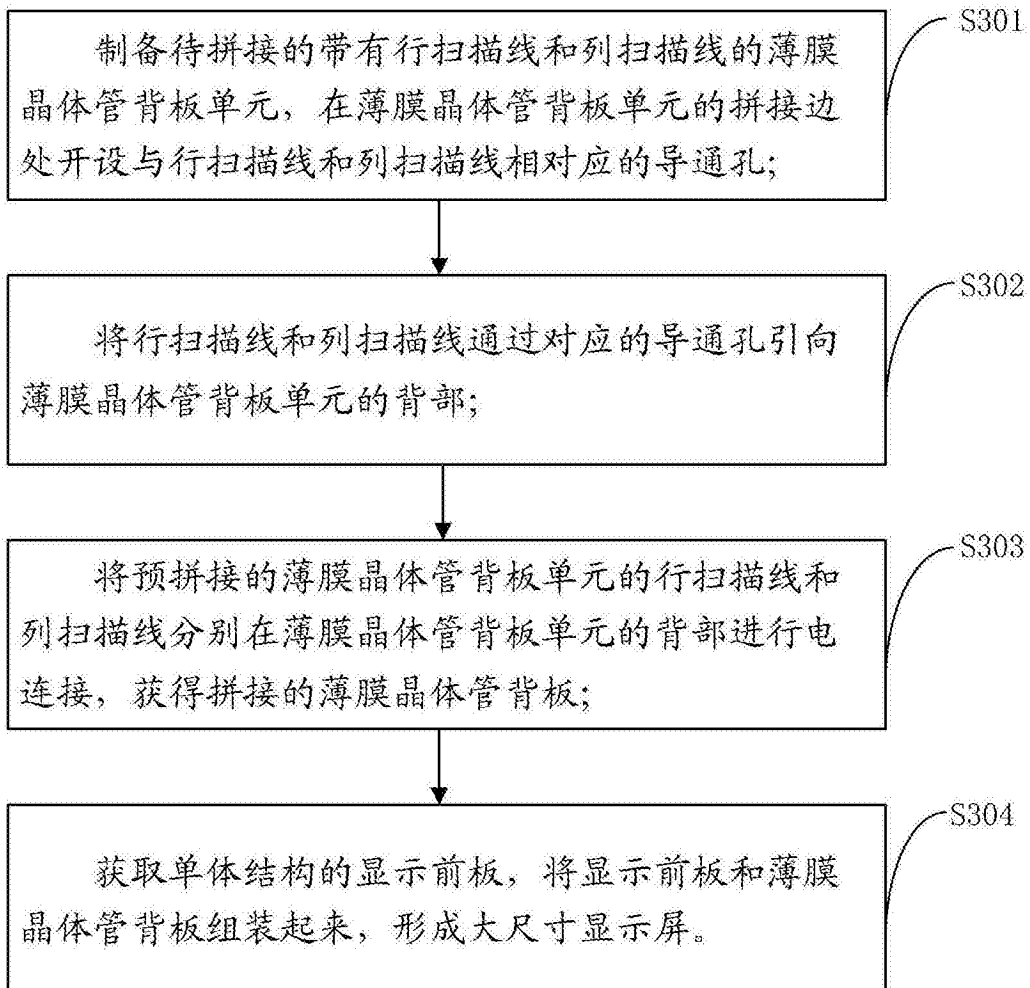 制备待拼接的带有行扫描线和列扫描线的薄膜
晶体管背板单元，在薄膜晶体管背板单元的拼接边
处开设与行扫描线和列扫描线相对应的导通孔；
S301
将行扫描线和列扫描线通过对应的导通孔引向
薄膜晶体管背板单元的背部；
S302
将预拼接的薄膜晶体管背板单元的行扫描线和
列扫描线分别在薄膜晶体管背板单元的背部进行电
连接，获得拼接的薄膜晶体管背板；
S303
获取单体结构的显示前板，将显示前板和薄膜
晶体管背板组装起来，形成大尺寸显示屏。
S304